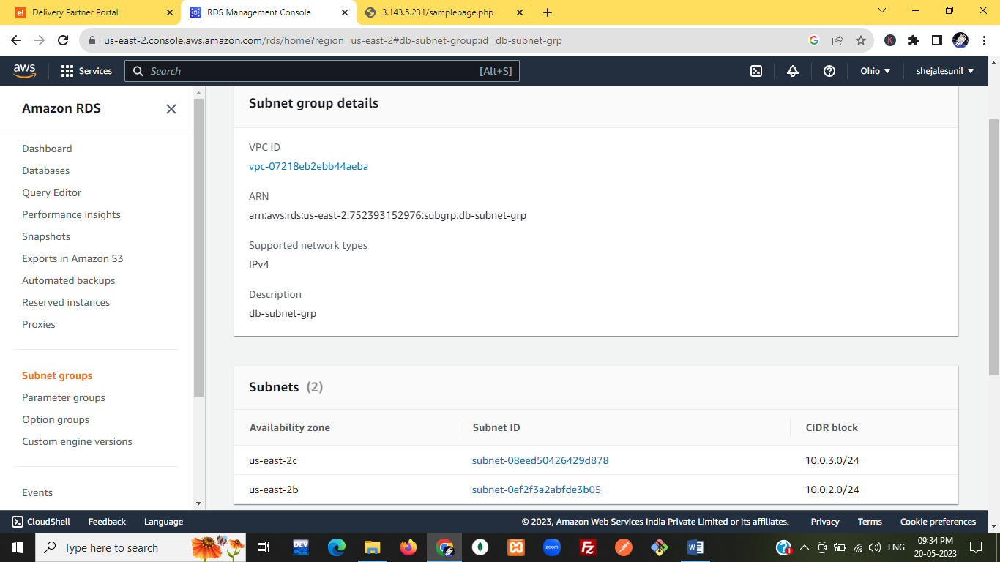 Delivery Partner Portal
RDS Management Console
3.143.5.231/samplepage.php
us-east-2.console.aws.amazon.com/rds/home?region=us-east-2#db-subnet-group:id=db-subnet-grp
aws
Services
Search
[Alt+S]
Ohio
shejalesunil
Amazon RDS
Dashboard
Databases
Query Editor
Performance insights
Snapshots
Exports in Amazon S3
Automated backups
Reserved instances
Proxies
Subnet groups
Parameter groups
Option groups
Custom engine versions
Events
Subnet group details
VPC ID
vpc-07218eb2ebb44aeba
ARN
arn:aws:rds:us-east-2:752393152976:subgrp:db-subnet-grp
Supported network types
IPv4
Description
db-subnet-grp
Subnets (2)
Availability zone Subnet ID CIDR block
us-east-2c subnet-08eed50426429d878 10.0.3.0/24
us-east-2b subnet-0ef2f3a2abfde3b05 10.0.2.0/24
CloudShell Feedback Language © 2023, Amazon Web Services India Private Limited or its affiliates. Privacy Terms Cookie preferences
Type here to search
DEV
zoom
ENG
09:34 PM
20-05-2023